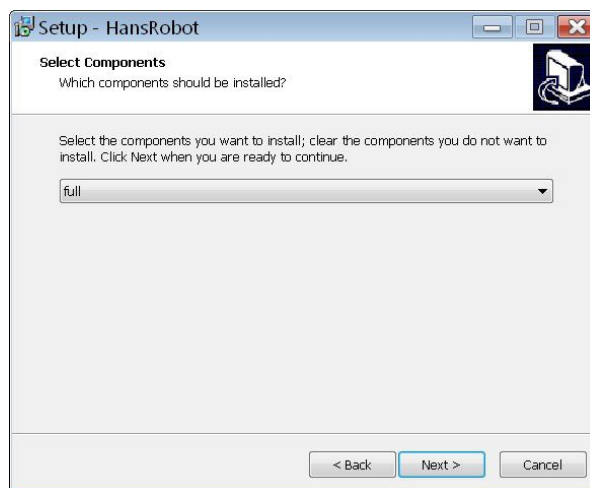 Setup - HansRobot
Select Components
Which components should be installed?
Select the components you want to install; clear the components you do not want to
install. Click Next when you are ready to continue.
full
< Back
Next >
Cancel